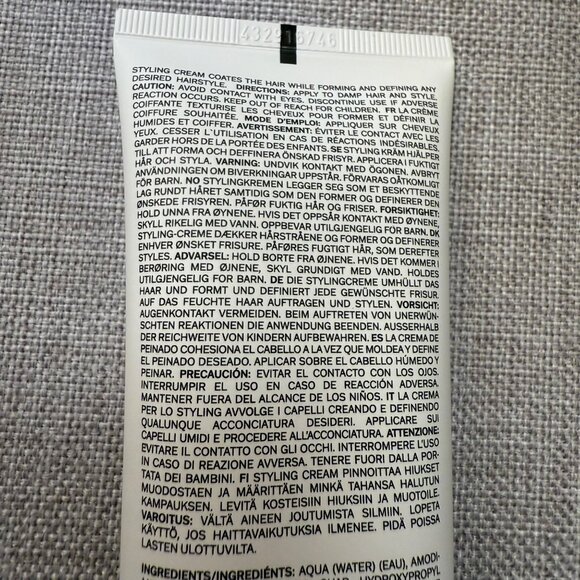 432916746
STYLING CREAM COATES THE HAIR WHILE FORMING AND DEFINING ANY
DESIRED HAIRSTYLE. DIRECTIONS: APPLY TO DAMP HAIR AND STYLE.
CAUTION: AVOID CONTACT WITH EYES. DISCONTINUE USE IF ADVERSE
REACTION OCCURS. KEEP OUT OF REACH FOR CHILDREN. FR LA CRÈME
COIFFANTE TEXTURISE LES CHEVEUX POUR FORMER ET DÉFINIR LA
COIFFURE SOUHAITÉE. MODE D'EMPLOI: APPLIQUER SUR CHEVEUX
HUMIDES ET COIFFER. AVERTISSEMENT: ÉVITER LE CONTACT AVEC LES
YEUX. CESSER L`UTILISATION EN CAS DE RÉACTIONS INDÉSIRABLES.
GARDER HORS DE LA PORTÉE DES ENFANTS. SE STYLING KRÄM HJÄLPER
TILL ATT FORMA OCH DEFFINERA ÖNSKAD FRISYR. APPLICERA I FUKTIGT
HÅR OCH STYLA. VARNING: UNDVIK KONTAKT MED ÖGONEN. AVBRYT
ANVÄNDNINGEN OM BIVERKNINGAR UPPSTÅR. FÖRVARAS OÅTKOMLIGT
FÖR BARN. NO STYLINGKREMEN LEGGER SEG SOM ET BESKYTTENDE
LAG RUNDT HÅRET SAMTIDIG SOM DEN FORMER OG DEFINERER DEN
ØNSKEDE FRISYREN. PÅFØR FUKTIG HÅR OG FRISER. FORSIKTIGHET:
HOLD UNNA FRA ØYNENE. HVIS DET OPPSÅR KONTAKT MED ØYNENE,
SKYLL RIKELIG MED VANN. OPPBEVAR UTILGJENGELIG FOR BARN. DK
STYLING-CREME DÆKKER HÅRSTRÅENE OG FORMER OG DEFINERER
ENHVER ØNSKET FRISURE. PÅFØRES FUGTIGT HÅR, SOM DEREFTER
STYLES. ADVARSEL: HOLD BORTE FRA ØJNENE. HVIS DET KOMMER I
BERØRING MED ØJNENE, SKYL GRUNDIGT MED VAND. HOLDES
UTILGJENGELIG FOR BARN. DE DIE STYLINGCREME UMHÜLLT DAS
HAAR UND FORMT UND DEFINIERT JEDE GEWÜNSCHTE FRISUR.
AUF DAS FEUCHTE HAAR AUFTRAGEN UND STYLEN. VORSICHT:
AUGENKONTAKT VERMEIDEN. BEIM AUFTRETEN VON UNERWÜN-
SCHTEN REAKTIONEN DIE ANWENDUNG BEENDEN. AUSSERHALB
DER REICHWEITE VON KINDERN AUFBEWAHREN. ES LA CREMA DE
PEINADO COHESIONA EL CABELLO A LA VEZ QUE MOLDEA Y DEFINE
EL PEINADO DESEADO. APLICAR SOBRE EL CABELLO HÚMEDO Y
PEINAR. PRECAUCIÓN: EVITAR EL CONTACTO CON LOS OJOS.
INTERRUMPIR EL USO EN CASO DE REACCIÓN ADVERSA.
MANTENER FUERA DEL ALCANCE DE LOS NIÑOS. IT LA CREMA
PER LO STYLING AVVOLGE I CAPELLI CREANDO E DEFINENDO
QUALUNQUE ACCONCIATURA DESIDERI. APPLICARE SUI
CAPELLI UMIDI E PROCEDERE ALL'ACCONCIATURA. ATTENZIONE:
EVITARE IL CONTATTO CON GLI OCCHI. INTERROMPERE L'USO
IN CASO DI REAZIONE AVVERSA. TENERE FUORI DALLA POR-
TATA DEI BAMBINI. FI STYLING CREAM PINNOITTAA HIUKSET
MUODOSTAEN JA MÄÄRITTÄEN MINKÄ TAHANSA HALUTUN
KAMPAUKSEN. LEVITÄ KOSTEISIIN HIUKSIIN JA MUOTOILE.
VAROITUS: VÄLTÄ AINEEN JOUTUMISTA SILMIIN. LOPETA
KÄYTTÖ, JOS HAITTAVAIKUTUKSIA ILMENEE. PIDÄ POISSA
LASTEN ULOTTUVILTA.
INGREDIENTS/INGRÉDIENTS: AQUA (WATER) (EAU), AMODI-
HYDROXYPROPYL